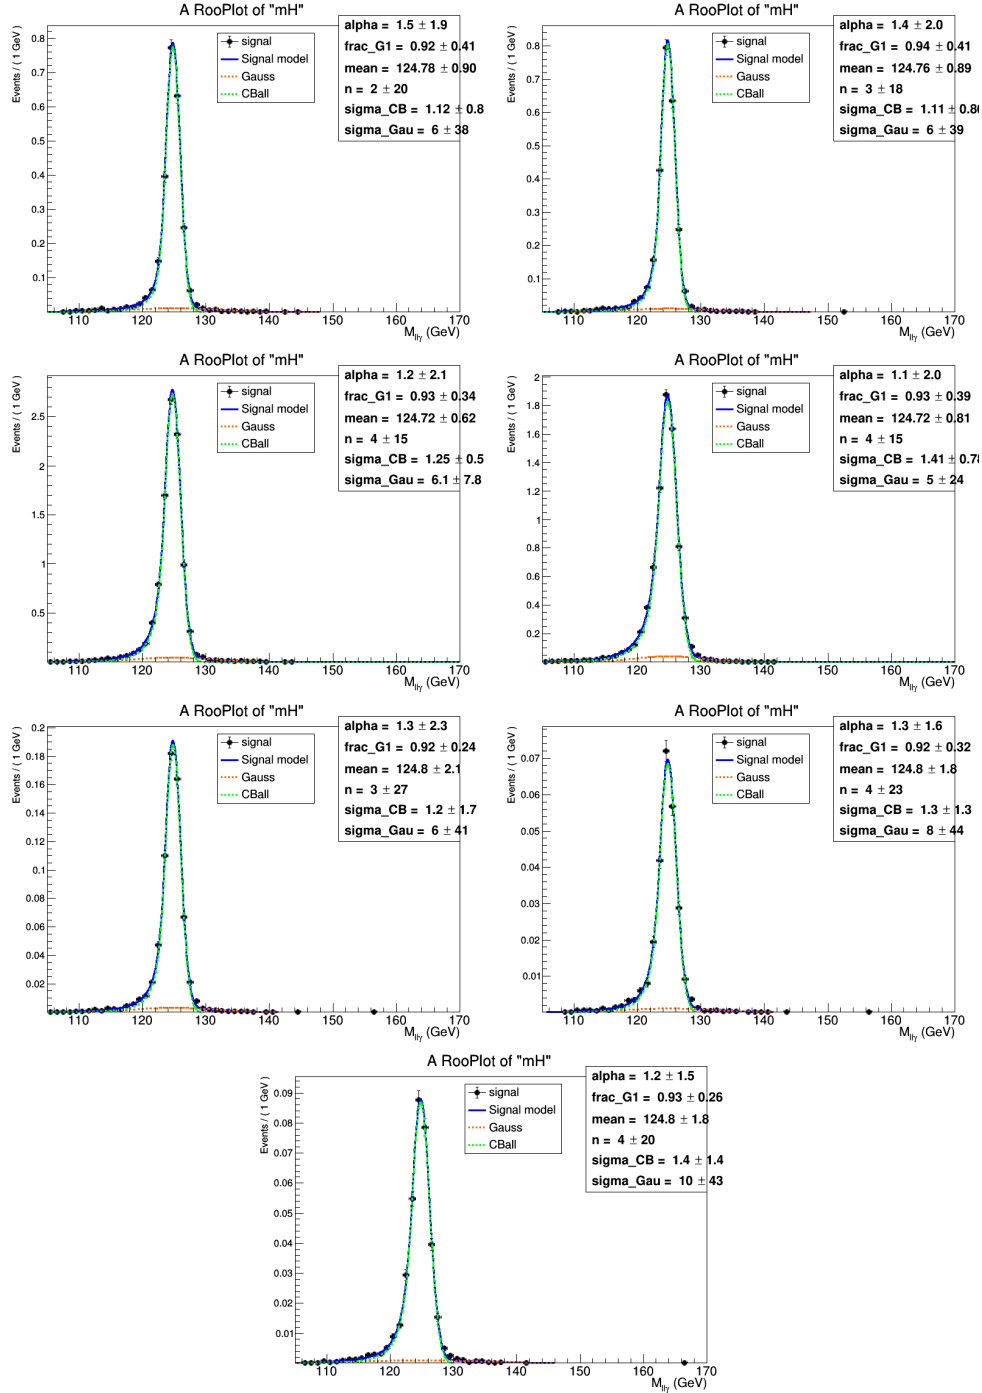 A RooPlot of "mH"
Events / ( 1 GeV )
signal
Signal model
Gauss
CBall
alpha = 1.5 ± 1.9
frac_G1 = 0.92 ± 0.41
mean = 124.78 ± 0.90
n = 2 ± 20
sigma_CB = 1.12 ± 0.8
sigma_Gau = 6 ± 38
0.8
0.7
0.6
0.5
0.4
0.3
0.2
0.1
110 120 130 140 150 160 170
M_llγ (GeV)
A RooPlot of "mH"
Events / ( 1 GeV )
signal
Signal model
Gauss
CBall
alpha = 1.4 ± 2.0
frac_G1 = 0.94 ± 0.41
mean = 124.76 ± 0.89
n = 3 ± 18
sigma_CB = 1.11 ± 0.8
sigma_Gau = 6 ± 39
0.8
0.7
0.6
0.5
0.4
0.3
0.2
0.1
110 120 130 140 150 160 170
M_llγ (GeV)
A RooPlot of "mH"
Events / ( 1 GeV )
signal
Signal model
Gauss
CBall
alpha = 1.2 ± 2.1
frac_G1 = 0.93 ± 0.34
mean = 124.72 ± 0.62
n = 4 ± 15
sigma_CB = 1.25 ± 0.5
sigma_Gau = 6.1 ± 7.8
2.5
2
1.5
1
0.5
110 120 130 140 150 160 170
M_llγ (GeV)
A RooPlot of "mH"
Events / ( 1 GeV )
signal
Signal model
Gauss
CBall
alpha = 1.1 ± 2.0
frac_G1 = 0.93 ± 0.39
mean = 124.72 ± 0.81
n = 4 ± 15
sigma_CB = 1.41 ± 0.7
sigma_Gau = 5 ± 24
2
1.8
1.6
1.4
1.2
1
0.8
0.6
0.4
0.2
110 120 130 140 150 160 170
M_llγ (GeV)
A RooPlot of "mH"
Events / ( 1 GeV )
signal
Signal model
Gauss
CBall
alpha = 1.3 ± 2.3
frac_G1 = 0.92 ± 0.24
mean = 124.8 ± 2.1
n = 3 ± 27
sigma_CB = 1.2 ± 1.7
sigma_Gau = 6 ± 41
0.2
0.18
0.16
0.14
0.12
0.1
0.08
0.06
0.04
0.02
110 120 130 140 150 160 170
M_llγ (GeV)
A RooPlot of "mH"
Events / ( 1 GeV )
signal
Signal model
Gauss
CBall
alpha = 1.3 ± 1.6
frac_G1 = 0.92 ± 0.32
mean = 124.8 ± 1.8
n = 4 ± 23
sigma_CB = 1.3 ± 1.3
sigma_Gau = 8 ± 44
0.07
0.06
0.05
0.04
0.03
0.02
0.01
110 120 130 140 150 160 170
M_llγ (GeV)
A RooPlot of "mH"
Events / ( 1 GeV )
signal
Signal model
Gauss
CBall
alpha = 1.2 ± 1.5
frac_G1 = 0.93 ± 0.26
mean = 124.8 ± 1.8
n = 4 ± 20
sigma_CB = 1.4 ± 1.4
sigma_Gau = 10 ± 43
0.09
0.08
0.07
0.06
0.05
0.04
0.03
0.02
0.01
110 120 130 140 150 160 170
M_llγ (GeV)